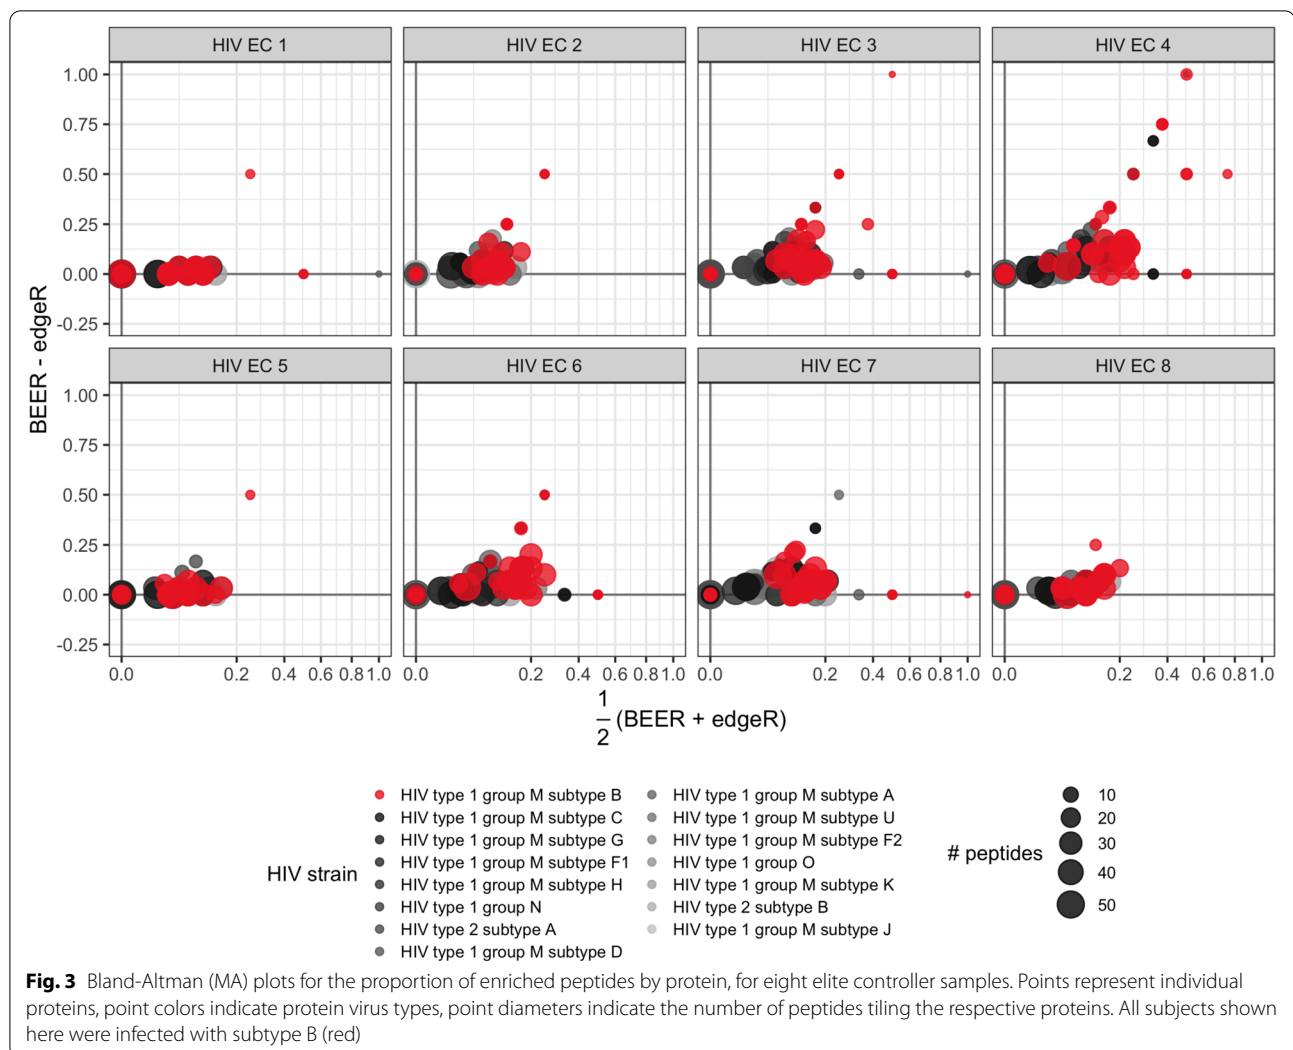 HIV EC 1
HIV EC 2
HIV EC 3
HIV EC 4
1.00
0.75
0.50
0.25
0.00
-0.25
HIV EC 5
HIV EC 6
HIV EC 7
HIV EC 8
1.00
0.75
0.50
0.25
0.00
-0.25
BEER - edgeR
0.0 0.2 0.4 0.6 0.8 1.0
0.0 0.2 0.4 0.6 0.8 1.0
0.0 0.2 0.4 0.6 0.8 1.0
0.0 0.2 0.4 0.6 0.8 1.0
1
2
(BEER + edgeR)
HIV strain
HIV type 1 group M subtype B
HIV type 1 group M subtype C
HIV type 1 group M subtype G
HIV type 1 group M subtype F1
HIV type 1 group M subtype H
HIV type 1 group N
HIV type 2 subtype A
HIV type 1 group M subtype D
HIV type 1 group M subtype A
HIV type 1 group M subtype U
HIV type 1 group M subtype F2
HIV type 1 group O
HIV type 1 group M subtype K
HIV type 2 subtype B
HIV type 1 group M subtype J
# peptides
10
20
30
40
50
Fig. 3 Bland-Altman (MA) plots for the proportion of enriched peptides by protein, for eight elite controller samples. Points represent individual
proteins, point colors indicate protein virus types, point diameters indicate the number of peptides tiling the respective proteins. All subjects shown
here were infected with subtype B (red)